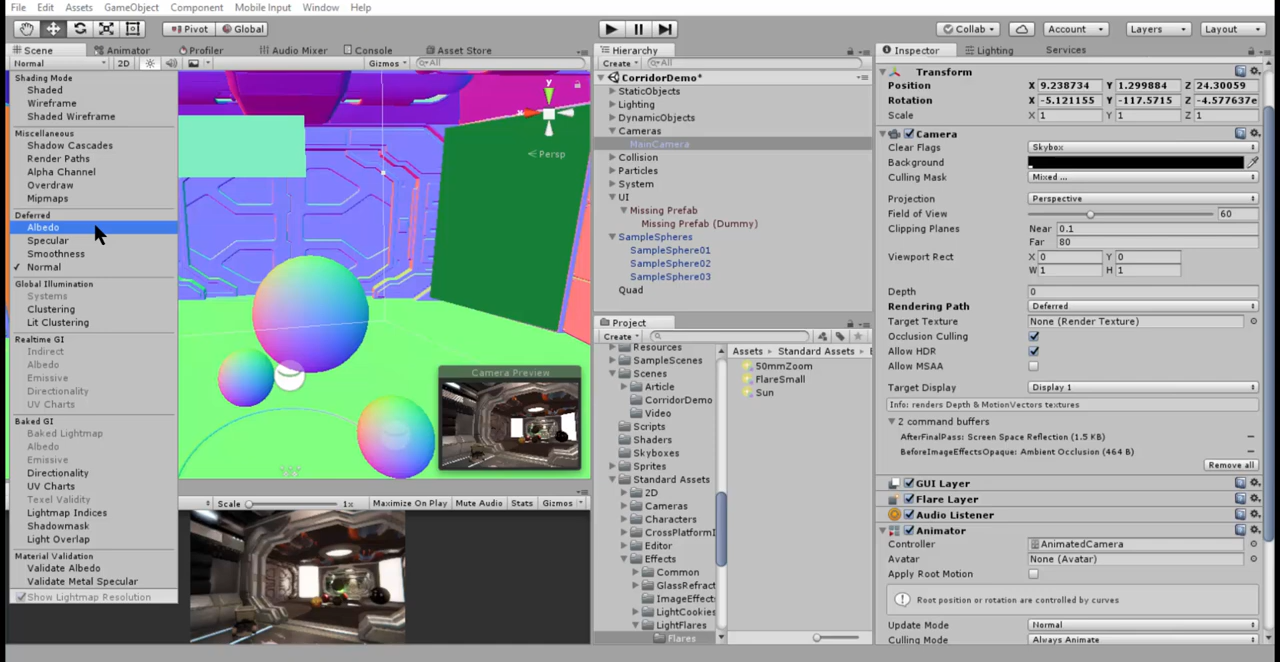 File Edit Assets GameObject Component Mobile Input Window Help
Pivot Global Collab Account Layers Layout
Scene Animator Profiler Audio Mixer Console Asset Store
Normal 2D Gizmos All
Shading Mode
Shaded
Wireframe
Shaded Wireframe
Miscellaneous
Shadow Cascades
Render Paths
Alpha Channel
Overdraw
Mipmaps
Deferred
Albedo
Specular
Smoothness
✓ Normal
Global Illumination
Systems
Clustering
Lit Clustering
Realtime GI
Indirect
Albedo
Emissive
Directionality
UV Charts
Baked GI
Baked Lightmap
Albedo
Emissive
Directionality
UV Charts
Texel Validity
Lightmap Indices
Shadowmask
Light Overlap
Material Validation
Validate Albedo
Validate Metal Specular
Show Lightmap Resolution
y
x
Persp
Camera Preview
Scale 1x Maximize On Play Mute Audio Stats Gizmos
Hierarchy
Create All
CorridorDemo*
StaticObjects
Lighting
DynamicObjects
Cameras
MainCamera
Collision
Particles
System
UI
Missing Prefab
Missing Prefab (Dummy)
SampleSpheres
SampleSphere01
SampleSphere02
SampleSphere03
Quad
Project
Create
Resources
SampleScenes
Scenes
Article
CorridorDemo
Video
Scripts
Shaders
Skyboxes
Sprites
Standard Assets
2D
Cameras
Characters
CrossPlatformI
Editor
Effects
Common
GlassRefract
ImageEffect
LightCookies
LightFlares
Flares
Assets Standard Assets
50mmZoom
FlareSmall
Sun
Inspector Lighting Services
Transform
Position X 9.238734 Y 1.299884 Z 24.30059
Rotation X -5.121155 Y -117.5715 Z -4.577637e
Scale X 1 Y 1 Z 1
Camera
Clear Flags Skybox
Background
Culling Mask Mixed ...
Projection Perspective
Field of View 60
Clipping Planes Near 0.1
Far 80
Viewport Rect X 0 Y 0
W 1 H 1
Depth 0
Rendering Path Deferred
Target Texture None (Render Texture)
Occlusion Culling
Allow HDR
Allow MSAA
Target Display Display 1
Info: renders Depth & MotionVectors textures
2 command buffers
AfterFinalPass: Screen Space Reflection (1.5 KB)
BeforeImageEffectsOpaque: Ambient Occlusion (464 B)
Remove all
GUI Layer
Flare Layer
Audio Listener
Animator
Controller AnimatedCamera
Avatar None (Avatar)
Apply Root Motion
Root position or rotation are controlled by curves
Update Mode Normal
Culling Mode Always Animate